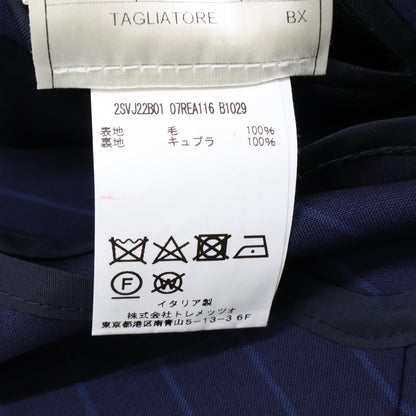 TAGLIATORE BX
2SVJ22B01 07REA116 B1029
表地 毛 100%
裏地 キュプラ 100%
F W
イタリア製
株式会社トレメッツォ
東京都港区南青山5-13-3 6F